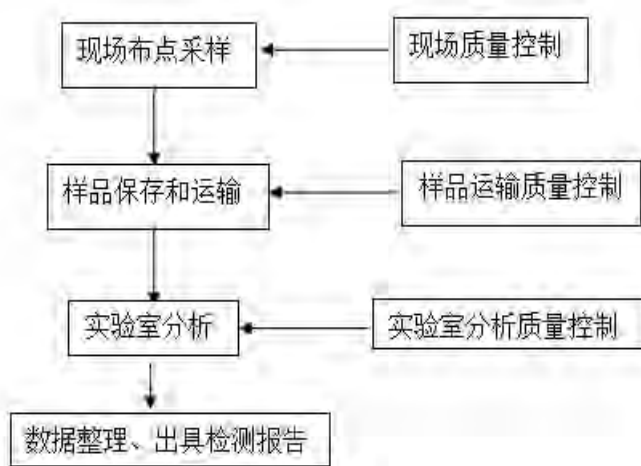 现场布点采样
现场质量控制
样品保存和运输
样品运输质量控制
实验室分析
实验室分析质量控制
数据整理、出具检测报告